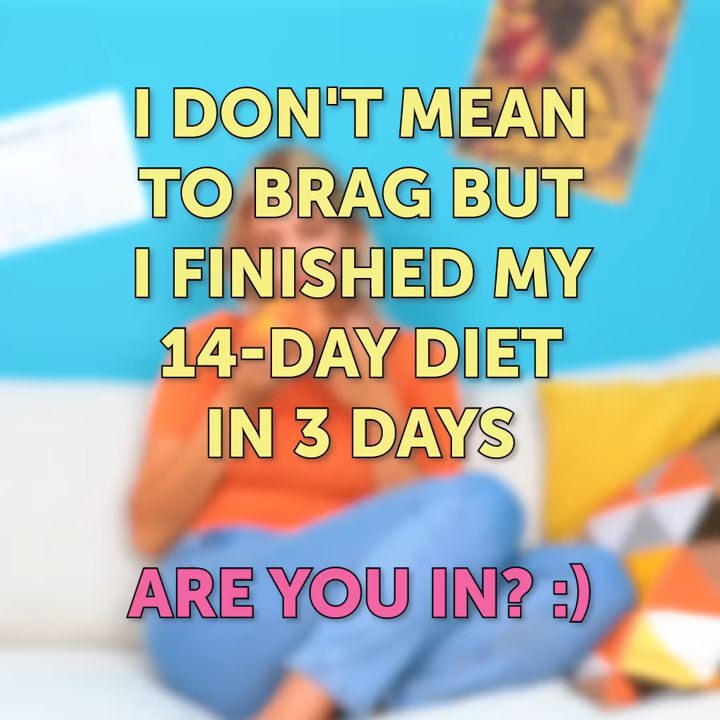 I DON'T MEAN
TO BRAG BUT
I FINISHED MY
14-DAY DIET
IN 3 DAYS
ARE YOU IN? :)